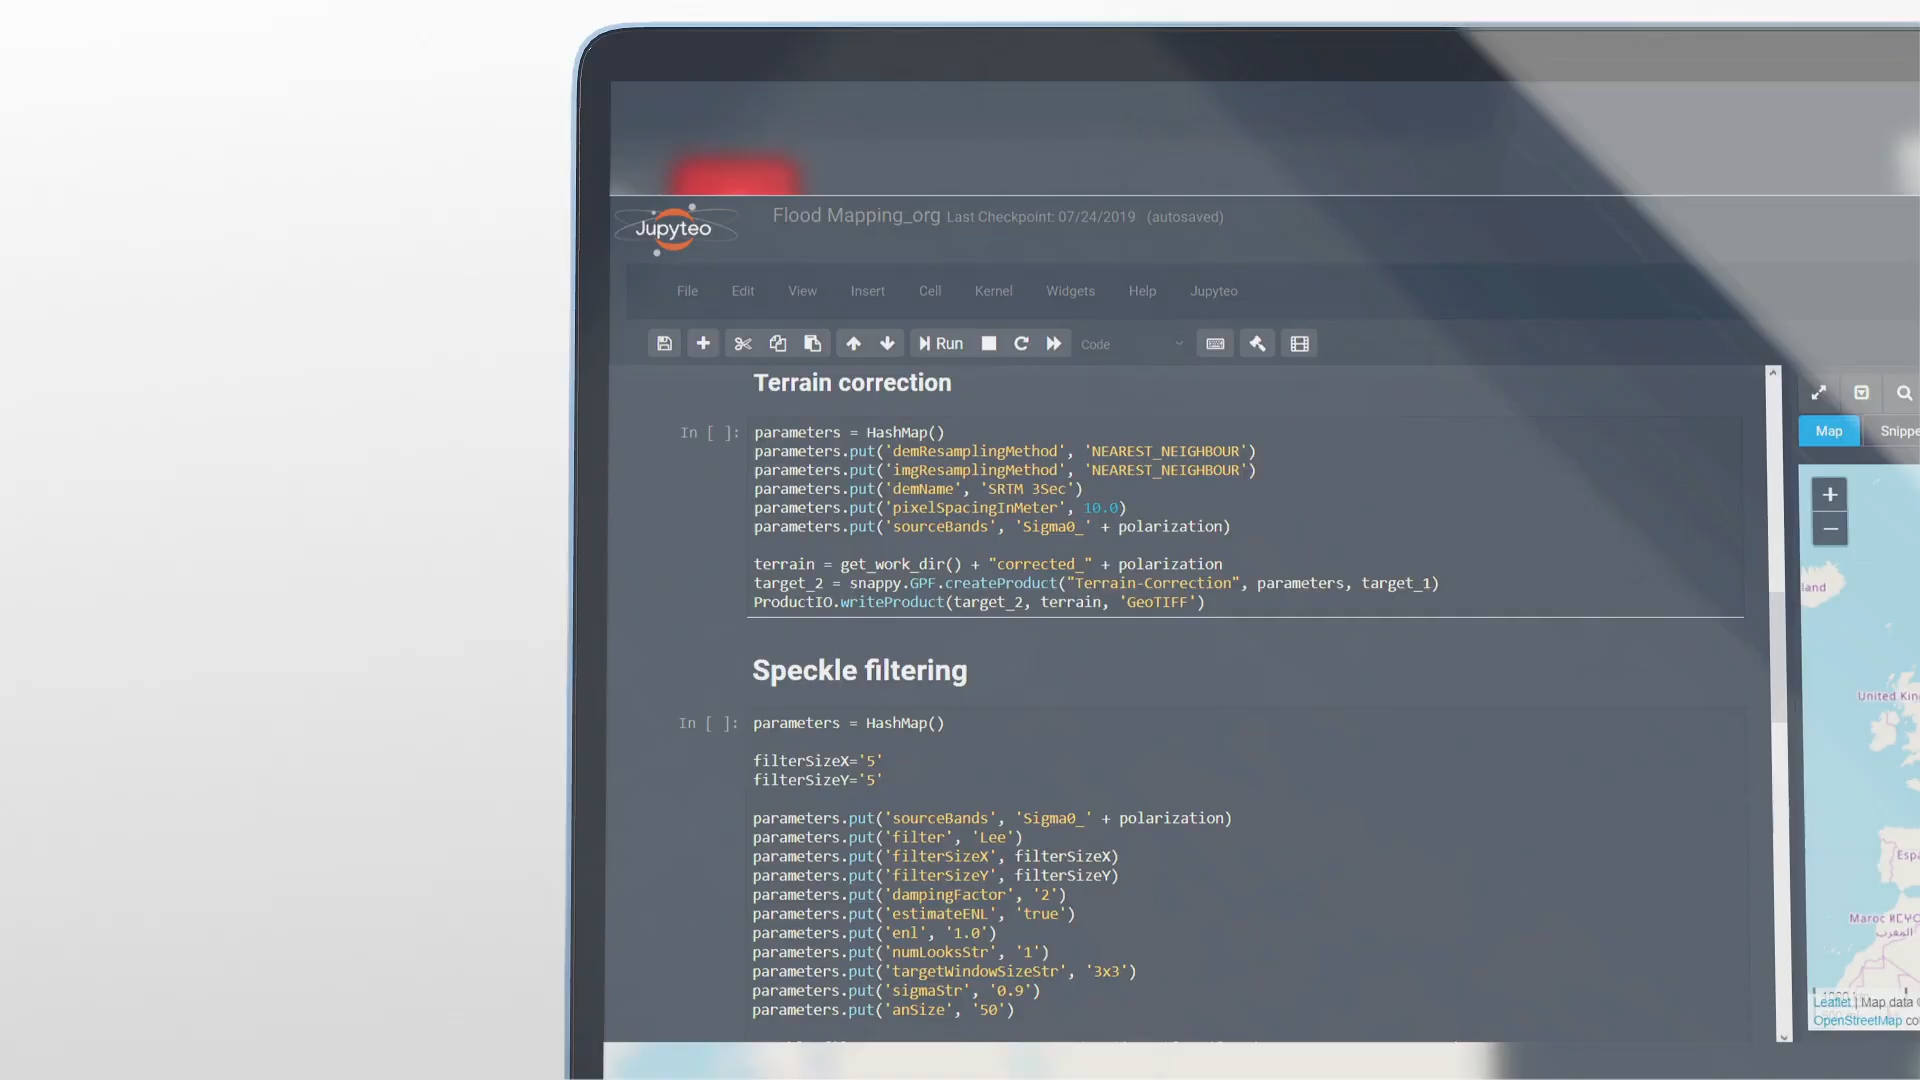 Jupyteo
Flood Mapping_org Last Checkpoint: 07/24/2019 (autosaved)
File Edit View Insert Cell Kernel Widgets Help Jupyteo
Run Code
Terrain correction
In [ ]:
parameters = HashMap()
parameters.put('demResamplingMethod', 'NEAREST_NEIGHBOUR')
parameters.put('imgResamplingMethod', 'NEAREST_NEIGHBOUR')
parameters.put('demName', 'SRTM 3Sec')
parameters.put('pixelSpacingInMeter', 10.0)
parameters.put('sourceBands', 'Sigma0_' + polarization)
terrain = get_work_dir() + "corrected_" + polarization
target_2 = snappy.GPF.createProduct("Terrain-Correction", parameters, target_1)
ProductIO.writeProduct(target_2, terrain, 'GeoTIFF')
Speckle filtering
In [ ]:
parameters = HashMap()
filterSizeX='5'
filterSizeY='5'
parameters.put('sourceBands', 'Sigma0_' + polarization)
parameters.put('filter', 'Lee')
parameters.put('filterSizeX', filterSizeX)
parameters.put('filterSizeY', filterSizeY)
parameters.put('dampingFactor', '2')
parameters.put('estimateENL', 'true')
parameters.put('enl', '1.0')
parameters.put('numLooksStr', '1')
parameters.put('targetWindowSizeStr', '3x3')
parameters.put('sigmaStr', '0.9')
parameters.put('anSize', '50')
Map Snippe
+
−
land
United Kin
Espa
Maroc
المغرب
Leaflet | Map data ©
OpenStreetMap co